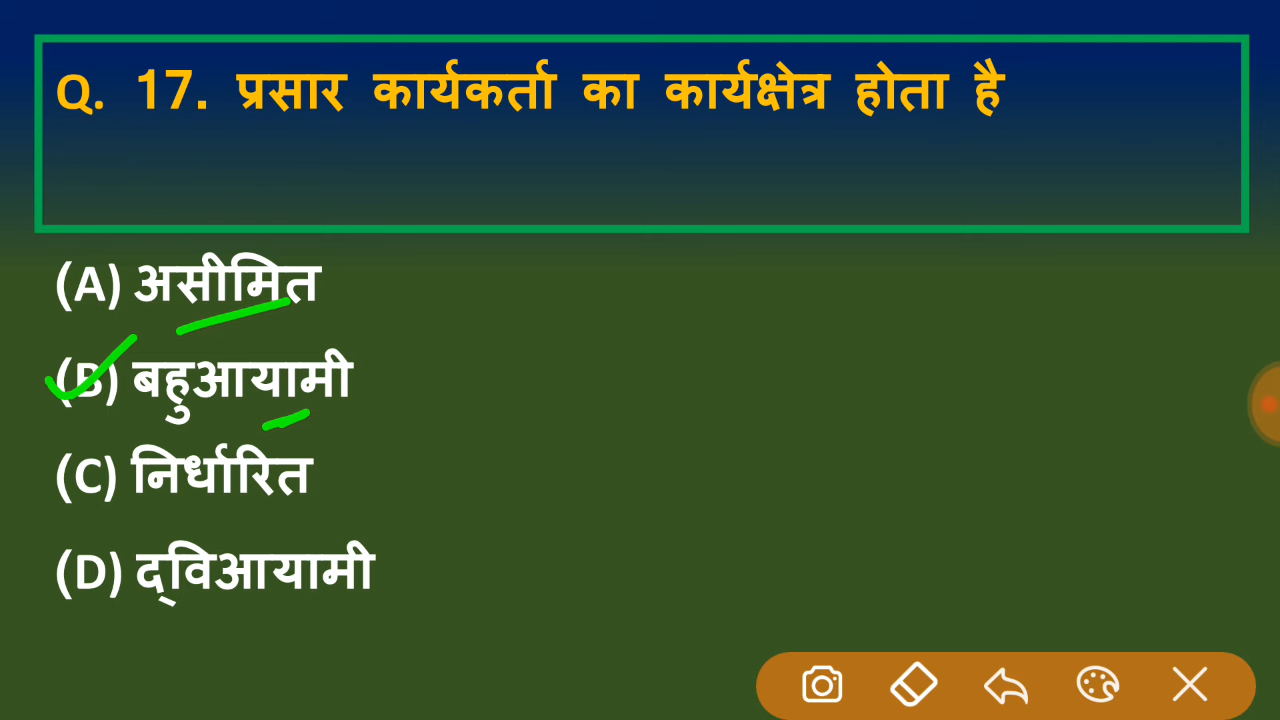 Q. 17. प्रसार कार्यकर्ता का कार्यक्षेत्र होता है
(A) असीमित
(B) बहुआयामी
(C) निर्धारित
(D) द्विआयामी